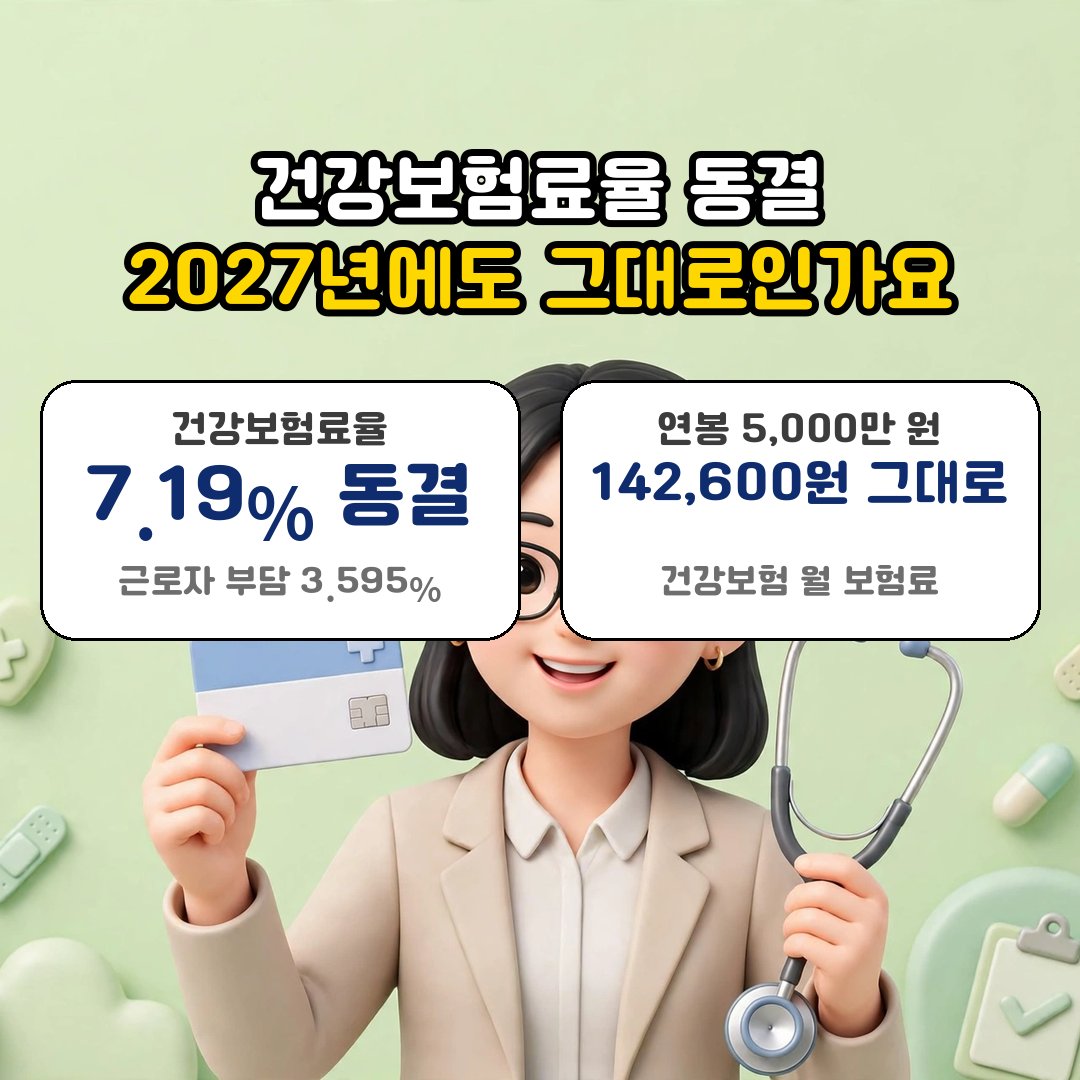 건강보험료율 동결
2027년에도 그대로인가요
건강보험료율
7.19% 동결
근로자 부담 3.595%
연봉 5,000만 원
142,600원 그대로
건강보험 월 보험료